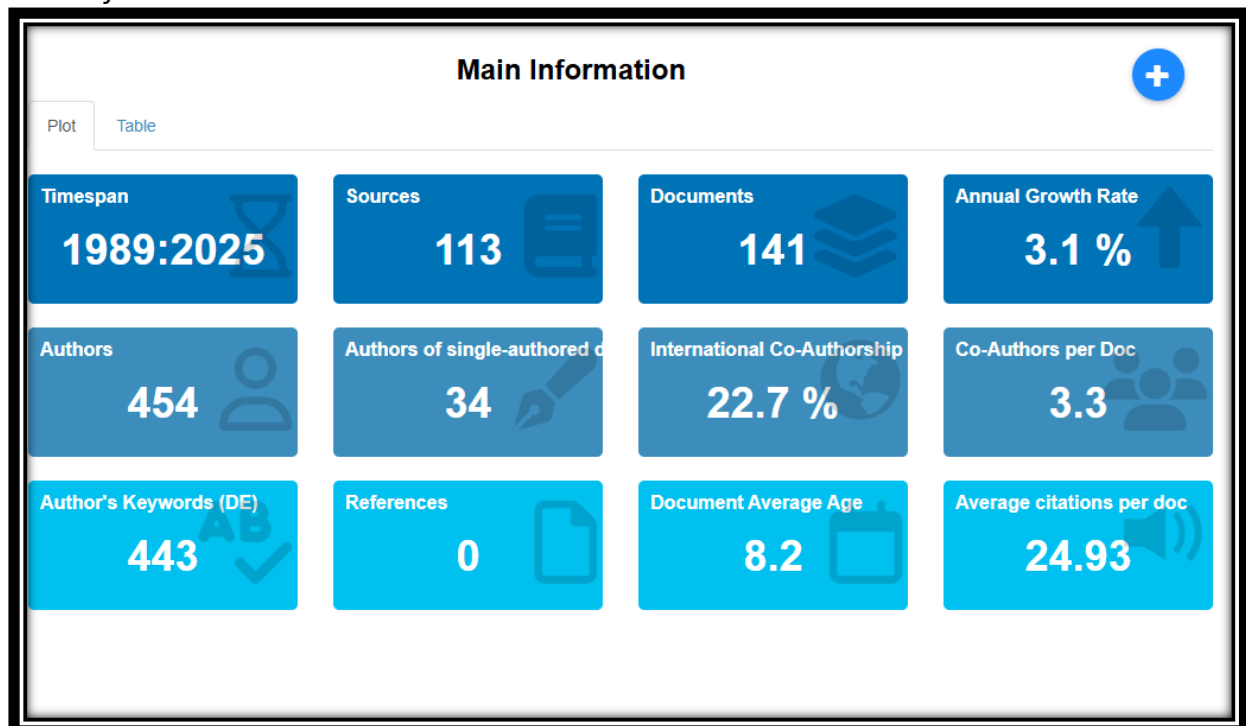 Main Information
Plot Table
Timespan
1989:2025
Sources
113
Documents
141
Annual Growth Rate
3.1 %
Authors
454
Authors of single-authored d
34
International Co-Authorship
22.7 %
Co-Authors per Doc
3.3
Author's Keywords (DE)
443
References
0
Document Average Age
8.2
Average citations per doc
24.93